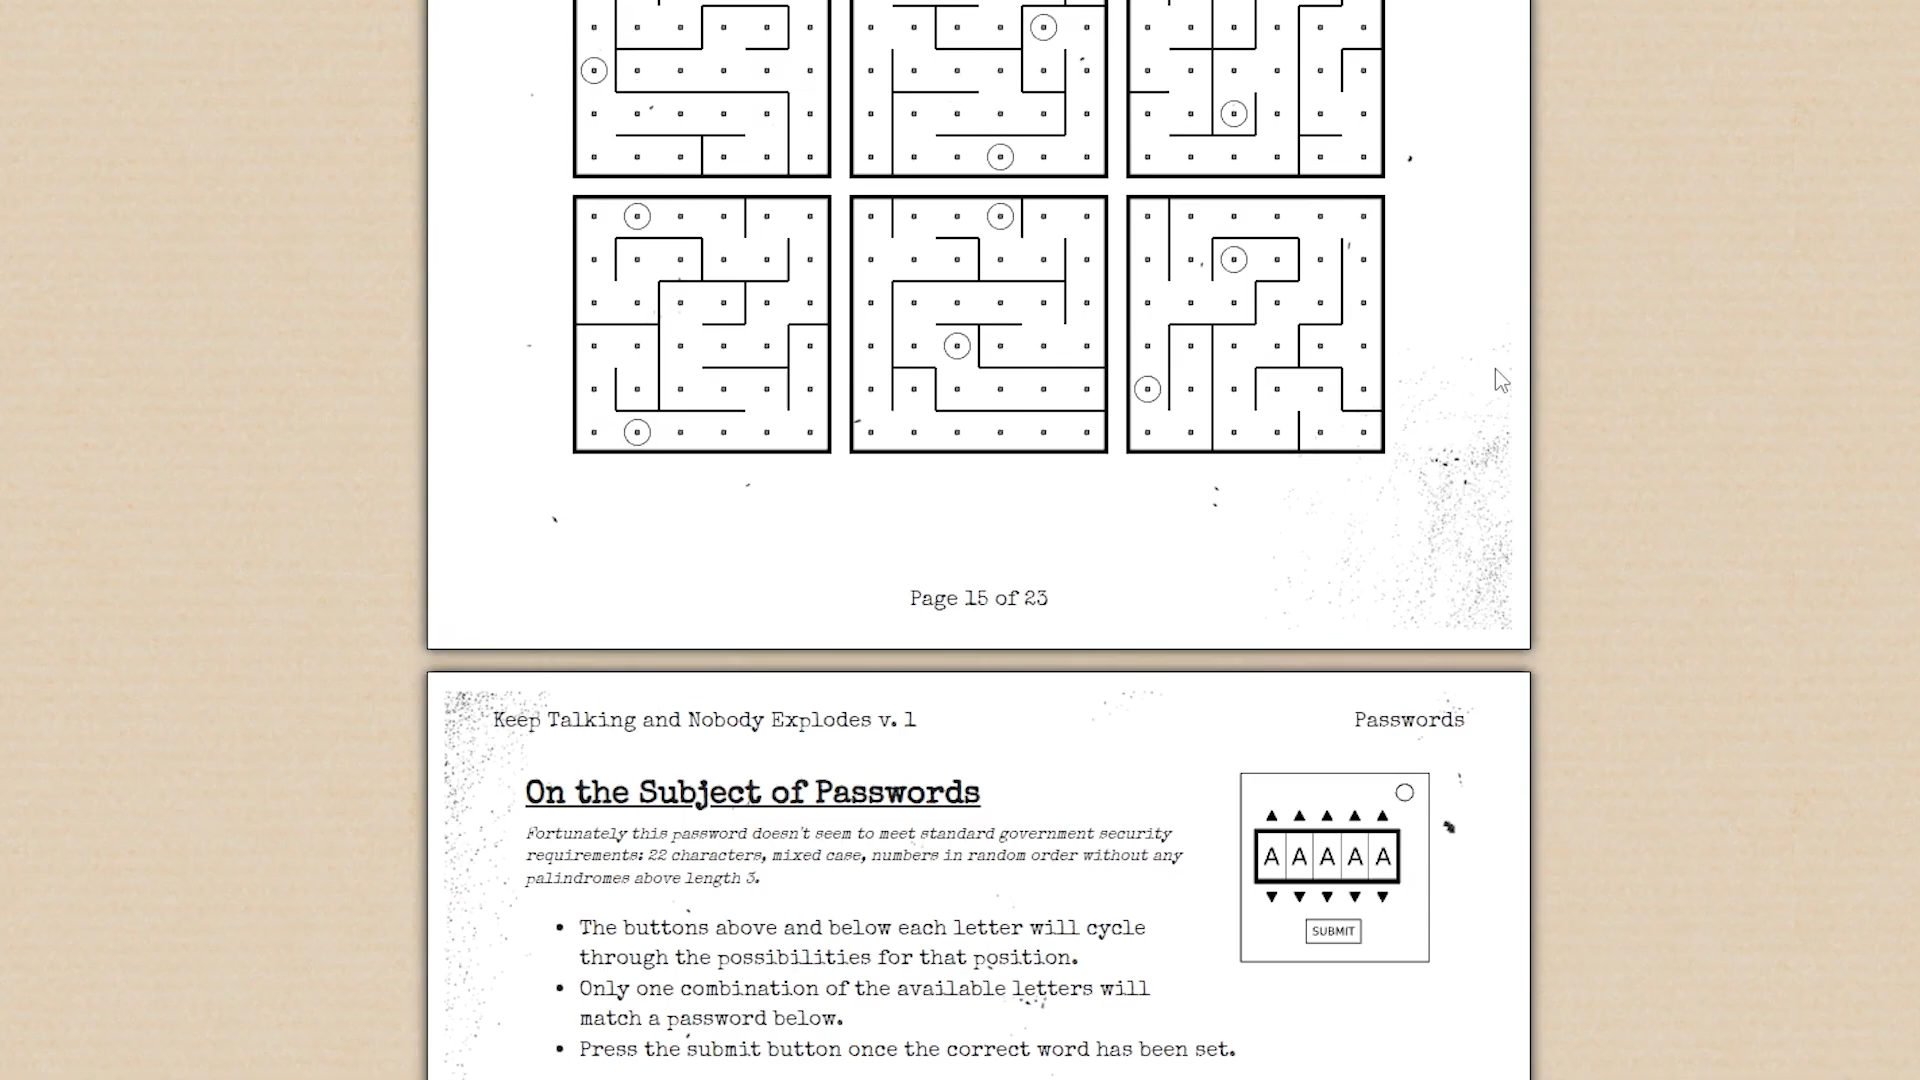 Page 15 of 23
Keep Talking and Nobody Explodes v. 1
Passwords
On the Subject of Passwords
Fortunately this password doesn't seem to meet standard government security
requirements: 22 characters, mixed case, numbers in random order without any
palindromes above length 3.
A A A A A
SUBMIT
• The buttons above and below each letter will cycle
through the possibilities for that position.
• Only one combination of the available letters will
match a password below.
• Press the submit button once the correct word has been set.